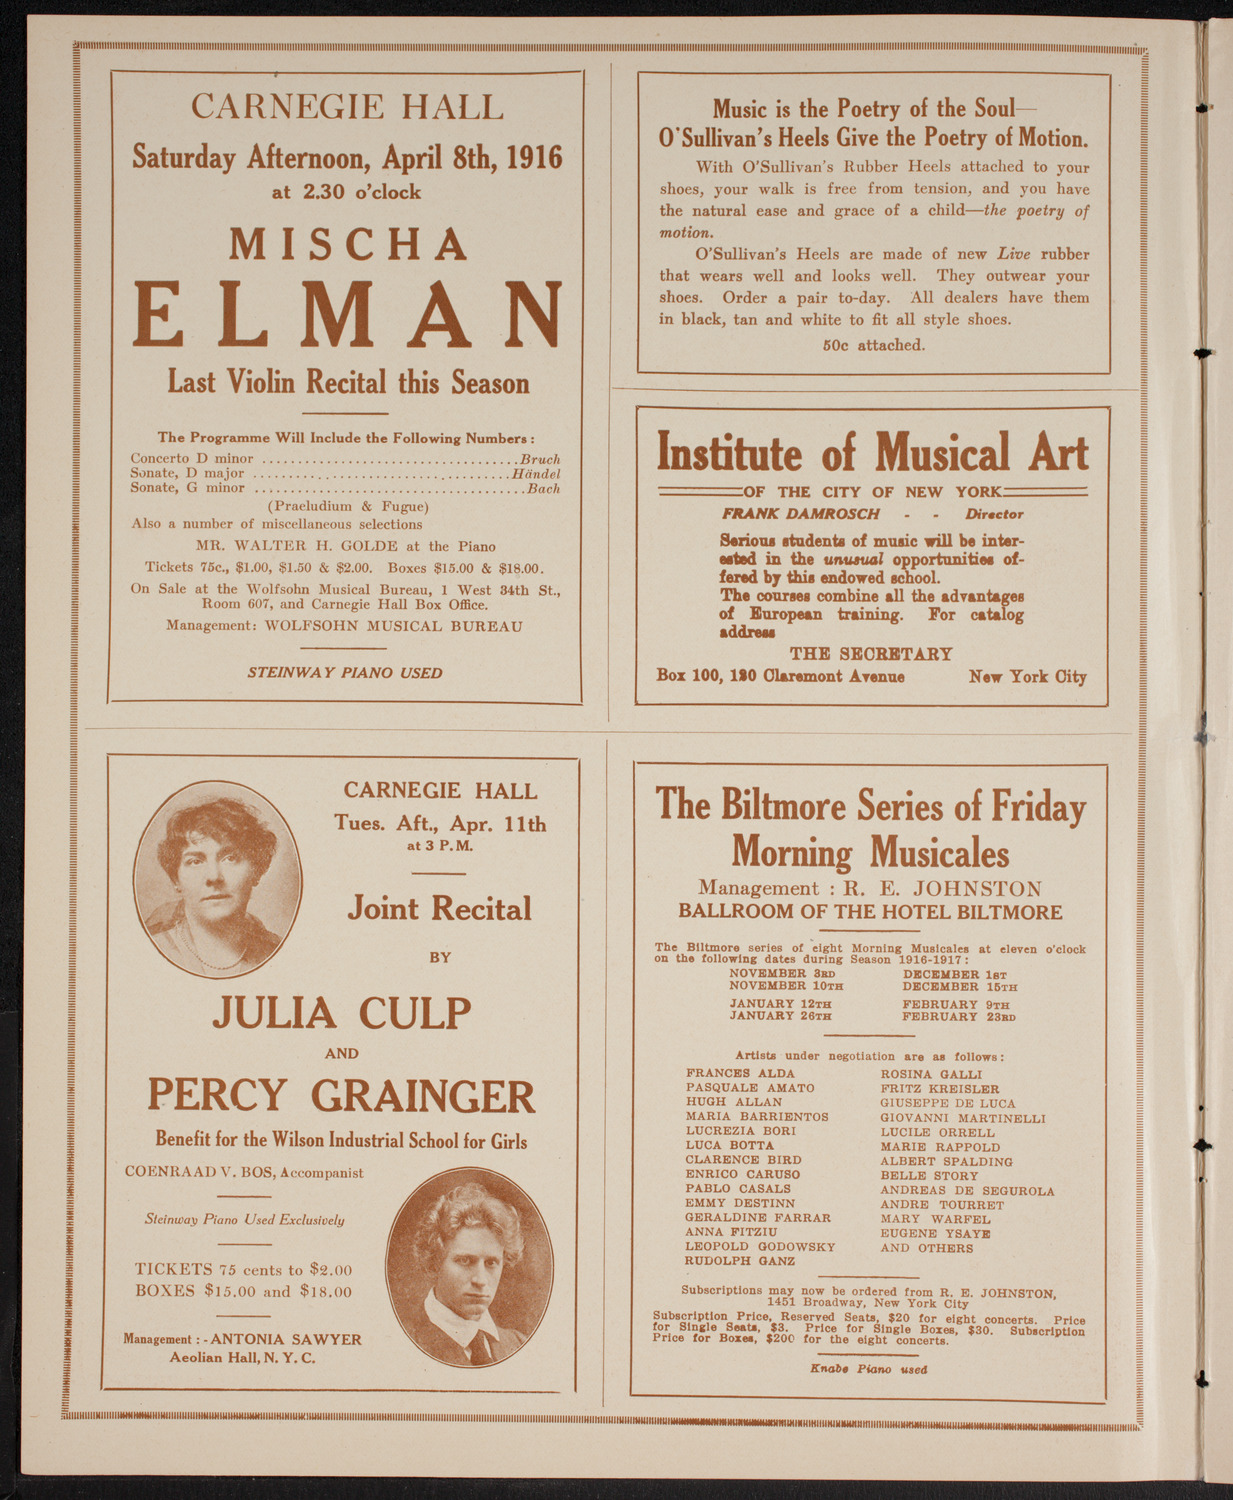 CARNEGIE HALL
Saturday Afternoon, April 8th, 1916
at 2.30 o'clock
MISCHA
ELMAN
Last Violin Recital this Season
The Programme Will Include the Following Numbers:
Concerto D minor ................................Bruch
Sonate, D major ................................Händel
Sonate, G minor ................................Bach
(Praeludium & Fugue)
Also a number of miscellaneous selections
MR. WALTER H. GOLDE at the Piano
Tickets 75c., $1.00, $1.50 & $2.00. Boxes $15.00 & $18.00.
On Sale at the Wolfsohn Musical Bureau, 1 West 34th St.,
Room 607, and Carnegie Hall Box Office.
Management: WOLFSOHN MUSICAL BUREAU
STEINWAY PIANO USED
Music is the Poetry of the Soul—
O'Sullivan's Heels Give the Poetry of Motion.
With O'Sullivan's Rubber Heels attached to your
shoes, your walk is free from tension, and you have
the natural ease and grace of a child—the poetry of
motion.
O'Sullivan's Heels are made of new Live rubber
that wears well and looks well. They outwear your
shoes. Order a pair to-day. All dealers have them
in black, tan and white to fit all style shoes.
50c attached.
Institute of Musical Art
OF THE CITY OF NEW YORK
FRANK DAMROSCH - - Director
Serious students of music will be inter-
ested in the unusual opportunities of-
fered by this endowed school.
The courses combine all the advantages
of European training. For catalog
address
THE SECRETARY
Box 100, 120 Claremont Avenue New York City
CARNEGIE HALL
Tues. Aft., Apr. 11th
at 3 P.M.
Joint Recital
BY
JULIA CULP
AND
PERCY GRAINGER
Benefit for the Wilson Industrial School for Girls
COENRAAD V. BOS, Accompanist
Steinway Piano Used Exclusively
TICKETS 75 cents to $2.00
BOXES $15.00 and $18.00
Management: - ANTONIA SAWYER
Aeolian Hall, N. Y. C.
The Biltmore Series of Friday
Morning Musicales
Management : R. E. JOHNSTON
BALLROOM OF THE HOTEL BILTMORE
The Biltmore series of eight Morning Musicales at eleven o'clock
on the following dates during Season 1916-1917:
NOVEMBER 3RD DECEMBER 1ST
NOVEMBER 10TH DECEMBER 15TH
JANUARY 12TH FEBRUARY 9TH
JANUARY 26TH FEBRUARY 23RD
Artists under negotiation are as follows:
FRANCES ALDA
PASQUALE AMATO
HUGH ALLAN
MARIA BARRIENTOS
LUCREZIA BORI
LUCA BOTTA
CLARENCE BIRD
ENRICO CARUSO
PABLO CASALS
EMMY DESTINN
GERALDINE FARRAR
ANNA FITZIU
LEOPOLD GODOWSKY
RUDOLPH GANZ
ROSINA GALLI
FRITZ KREISLER
GIUSEPPE DE LUCA
GIOVANNI MARTINELLI
LUCILE ORRELL
MARIE RAPPOLD
ALBERT SPALDING
BELLE STORY
ANDREAS DE SEGUROLA
ANDRE TOURRET
MARY WARFEL
EUGENE YSAYE
AND OTHERS
Subscriptions may now be ordered from R. E. JOHNSTON,
1451 Broadway, New York City
Subscription Price, Reserved Seats, $20 for eight concerts. Price
for Single Seats, $3. Price for Single Boxes, $30. Subscription
Price for Boxes, $200 for the eight concerts.
Knabe Piano used